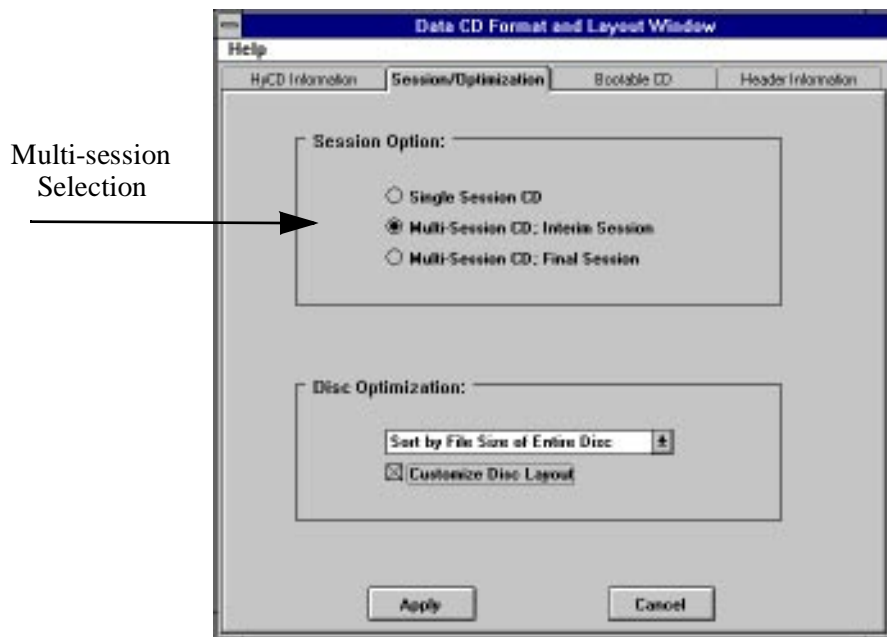 Data CD Format and Layout Window
Help
HyCD Information Session/Optimization Bootable CD Header Information
Multi-session
Selection
Session Option:
Single Session CD
Multi-Session CD; Interim Session
Multi-Session CD; Final Session
Disc Optimization:
Sort by File Size of Entire Disc
Customize Disc Layout
Apply Cancel